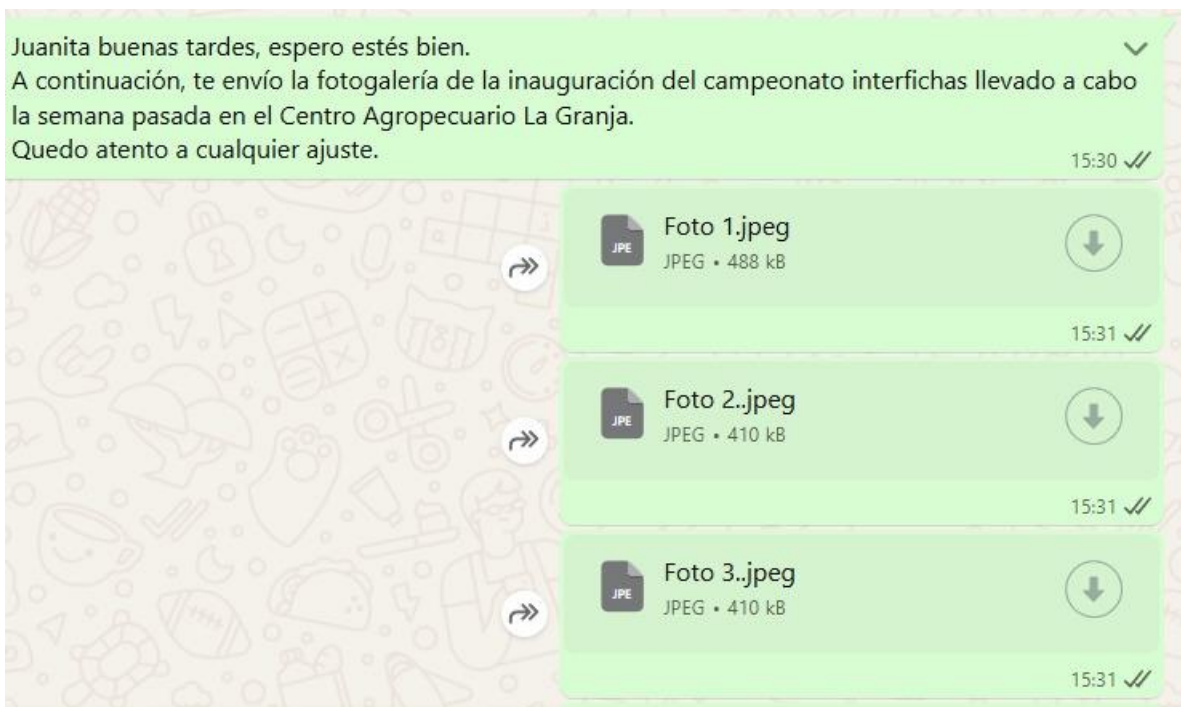 Juanita buenas tardes, espero estés bien.
A continuación, te envío la fotogalería de la inauguración del campeonato interfichas llevado a cabo
la semana pasada en el Centro Agropecuario La Granja.
Quedo atento a cualquier ajuste.
15:30
JPE
Foto 1.jpeg
JPEG • 488 kB
15:31
JPE
Foto 2..jpeg
JPEG • 410 kB
15:31
JPE
Foto 3..jpeg
JPEG • 410 kB
15:31